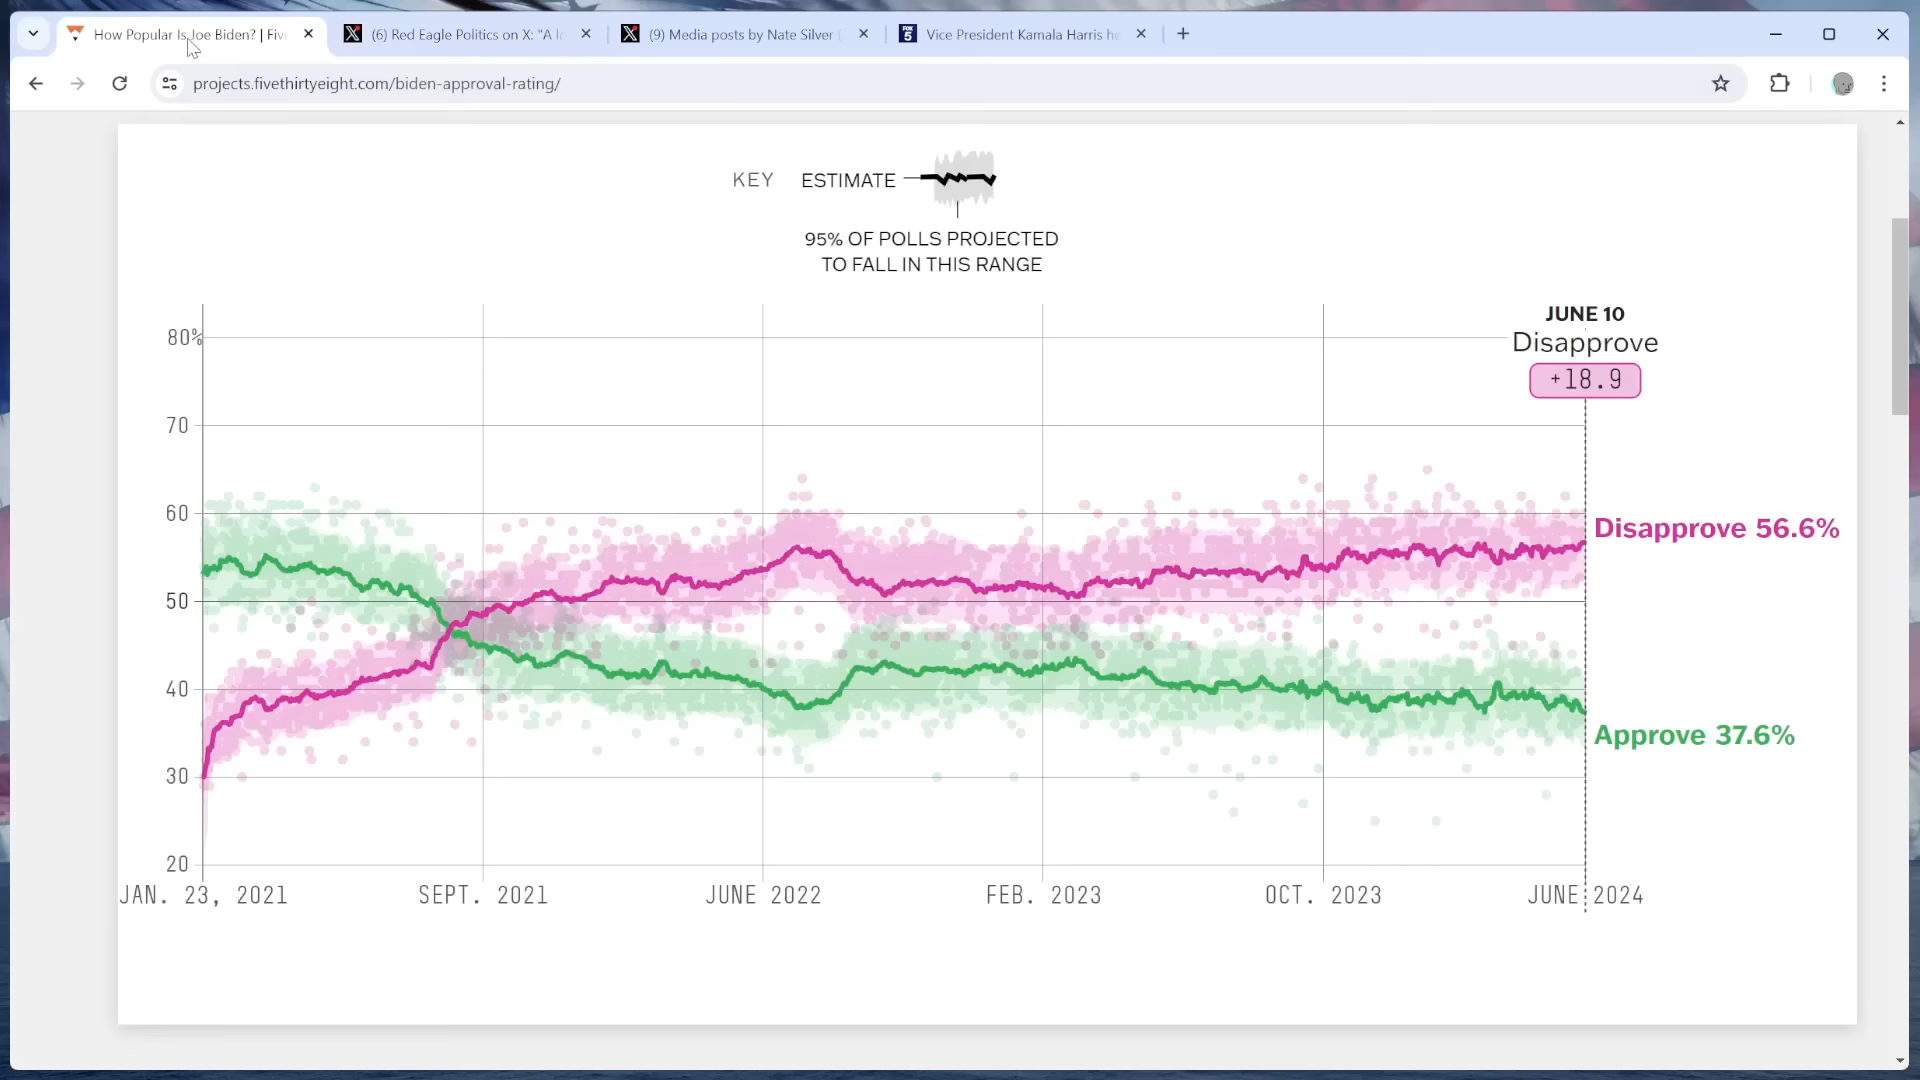 How Popular Is Joe Biden? | Five
(6) Red Eagle Politics on X: "A lo
(9) Media posts by Nate Silver (
Vice President Kamala Harris he
projects.fivethirtyeight.com/biden-approval-rating/
KEY ESTIMATE
95% OF POLLS PROJECTED
TO FALL IN THIS RANGE
JUNE 10
Disapprove
+18.9
80%
70
60
50
40
30
20
Disapprove 56.6%
Approve 37.6%
JAN. 23, 2021 SEPT. 2021 JUNE 2022 FEB. 2023 OCT. 2023 JUNE 2024